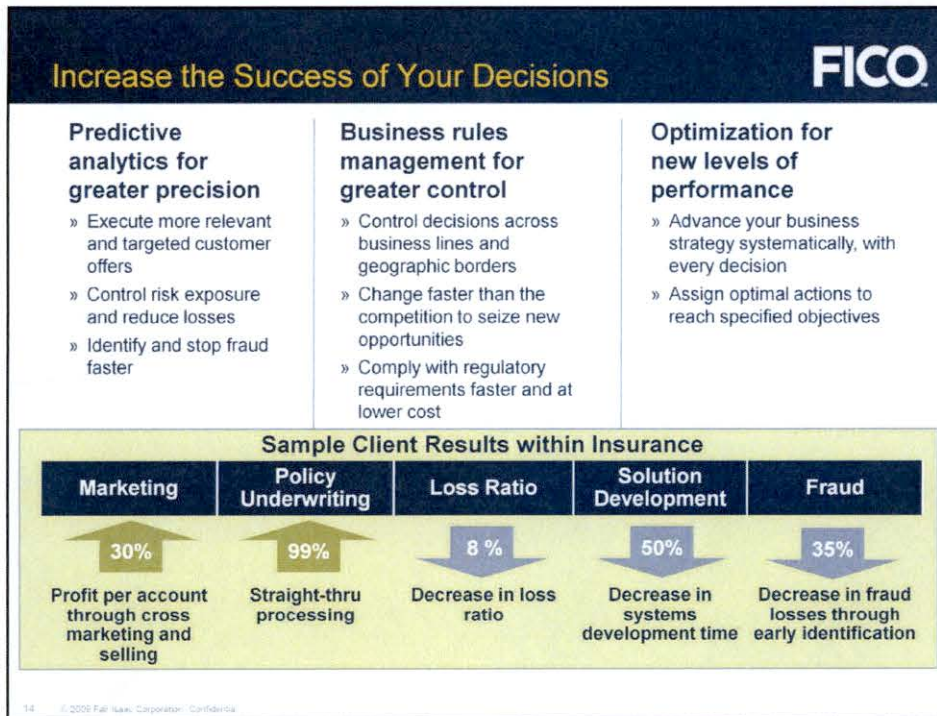 Increase the Success of Your Decisions
FICO
Predictive
analytics for
greater precision
» Execute more relevant
and targeted customer
offers
» Control risk exposure
and reduce losses
» Identify and stop fraud
faster
Business rules
management for
greater control
» Control decisions across
business lines and
geographic borders
» Change faster than the
competition to seize new
opportunities
» Comply with regulatory
requirements faster and at
lower cost
Optimization for
new levels of
performance
» Advance your business
strategy systematically, with
every decision
» Assign optimal actions to
reach specified objectives
Sample Client Results within Insurance
Marketing
30%
Profit per account
through cross
marketing and
selling
Policy
Underwriting
99%
Straight-thru
processing
Loss Ratio
8 %
Decrease in loss
ratio
Solution
Development
50%
Decrease in
systems
development time
Fraud
35%
Decrease in fraud
losses through
early identification
14 © Fair Isaac Corporation. Confidential